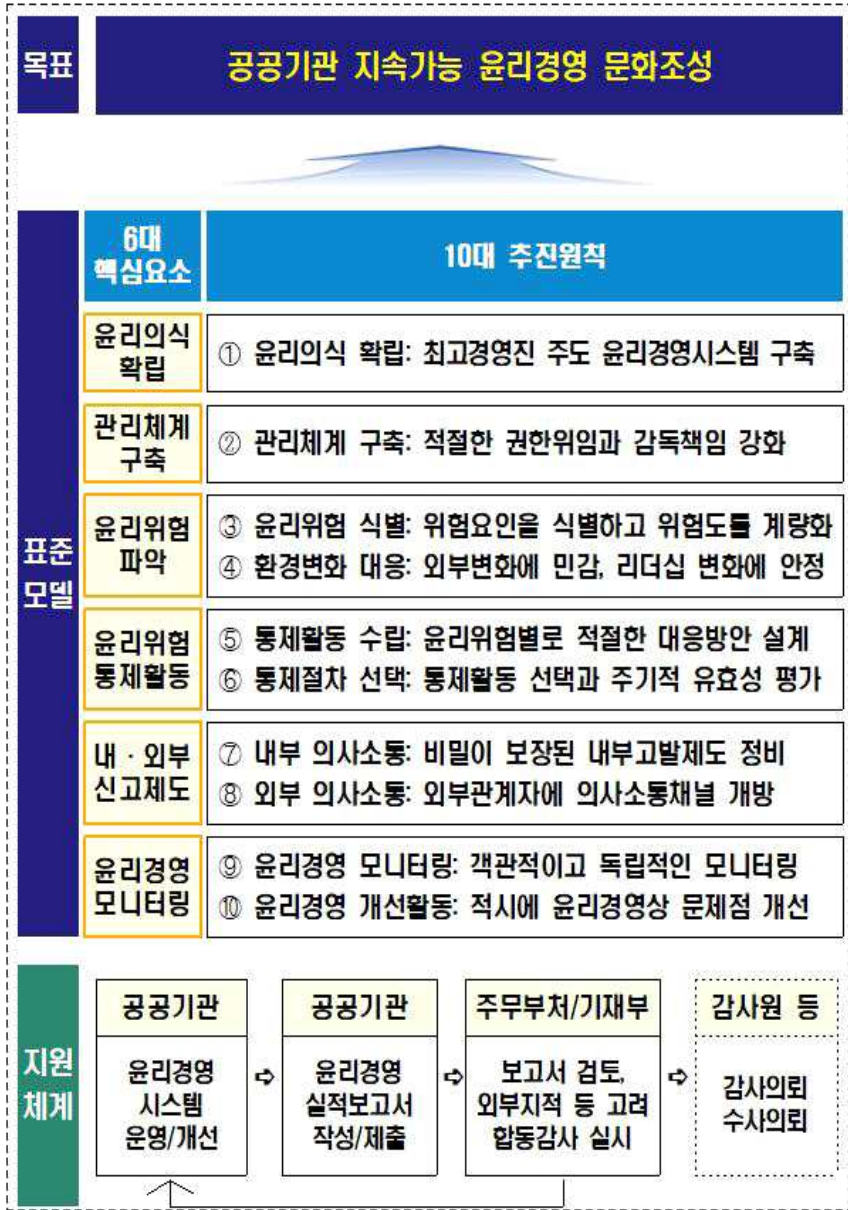 목표
공공기관 지속가능 윤리경영 문화조성
표준
모델
6대
핵심요소
10대 추진원칙
윤리의식
확립
① 윤리의식 확립: 최고경영진 주도 윤리경영시스템 구축
관리체계
구축
② 관리체계 구축: 적절한 권한위임과 감독책임 강화
윤리위험
파악
③ 윤리위험 식별: 위험요인을 식별하고 위험도를 계량화
④ 환경변화 대응: 외부변화에 민감, 리더십 변화에 안정
윤리위험
통제활동
⑤ 통제활동 수립: 윤리위험별로 적절한 대응방안 설계
⑥ 통제절차 선택: 통제활동 선택과 주기적 유효성 평가
내 · 외부
신고제도
⑦ 내부 의사소통: 비밀이 보장된 내부고발제도 정비
⑧ 외부 의사소통: 외부관계자에 의사소통채널 개방
윤리경영
모니터링
⑨ 윤리경영 모니터링: 객관적이고 독립적인 모니터링
⑩ 윤리경영 개선활동: 적시에 윤리경영상 문제점 개선
지원
체계
공공기관
윤리경영
시스템
운영/개선
공공기관
윤리경영
실적보고서
작성/제출
주무부처/기재부
보고서 검토,
외부지적 등 고려
합동감사 실시
감사원 등
감사의뢰
수사의뢰